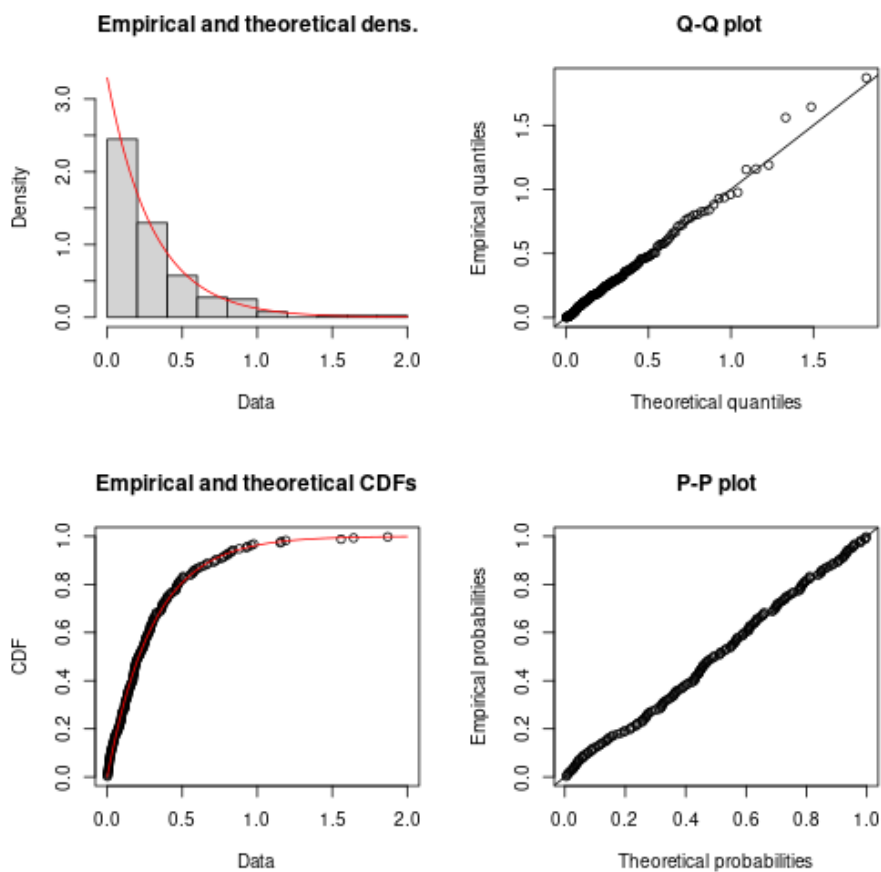 Empirical and theoretical dens.
Density
0.0 1.0 2.0 3.0
0.0 0.5 1.0 1.5 2.0
Data
Q-Q plot
Empirical quantiles
0.0 0.5 1.0 1.5
0.0 0.5 1.0 1.5
Theoretical quantiles
Empirical and theoretical CDFs
CDF
0.0 0.2 0.4 0.6 0.8 1.0
0.0 0.5 1.0 1.5 2.0
Data
P-P plot
Empirical probabilities
0.0 0.2 0.4 0.6 0.8 1.0
0.0 0.2 0.4 0.6 0.8 1.0
Theoretical probabilities